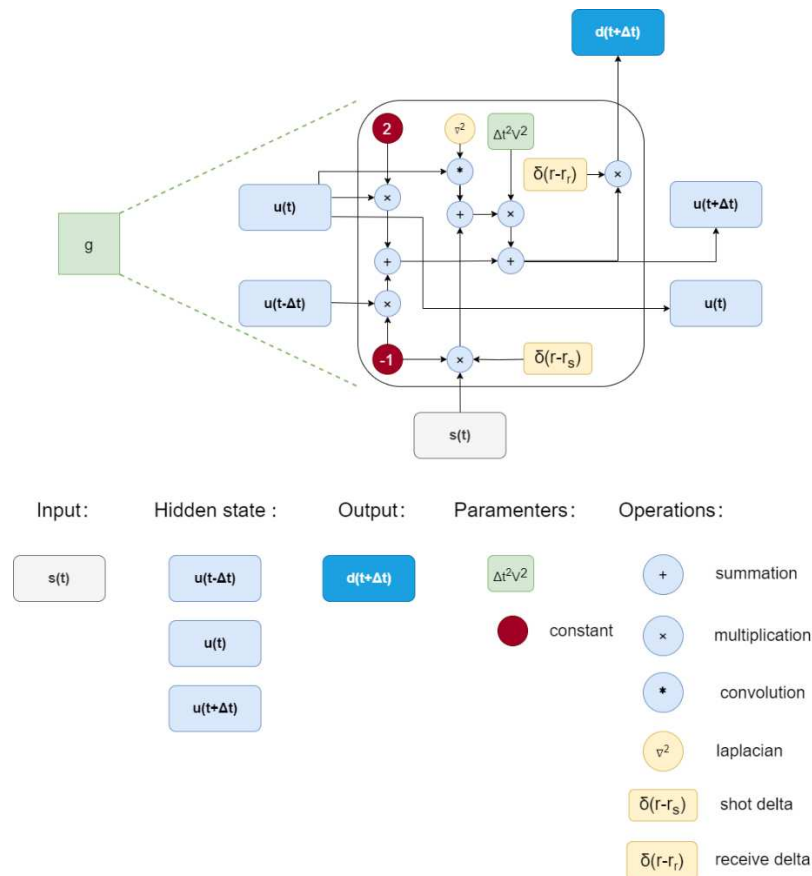 d(t+Δt)
2
∇²
Δt²V²
*
δ(r-rᵣ)
×
u(t)
×
+
×
u(t+Δt)
g
+
+
u(t-Δt)
×
u(t)
-1
×
δ(r-rₛ)
s(t)
Input: Hidden state : Output: Paramenters: Operations:
s(t) u(t-Δt) d(t+Δt) Δt²V² + summation
u(t) constant × multiplication
u(t+Δt) * convolution
∇² laplacian
δ(r-rₛ) shot delta
δ(r-rᵣ) receive delta